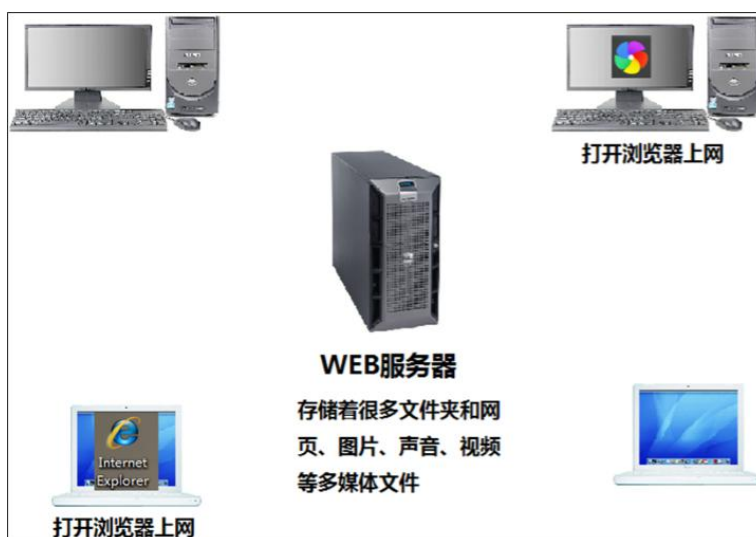 打开浏览器上网
WEB服务器
存储着很多文件夹和网
页、图片、声音、视频
等多媒体文件
Internet
Explorer
打开浏览器上网